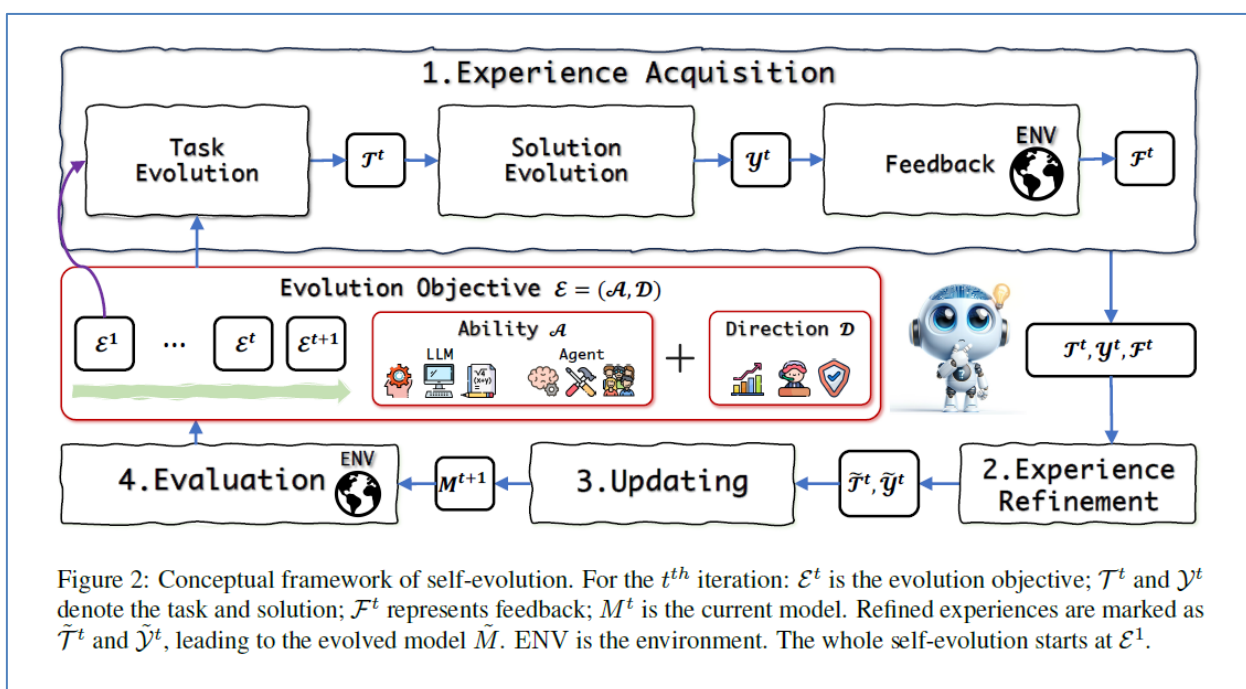 1.Experience Acquisition
Task
Evolution
𝒯ᵗ
Solution
Evolution
𝒴ᵗ
Feedback
ENV
ℱᵗ
Evolution Objective ℰ = (𝒜, 𝒟)
ℰ¹
...
ℰᵗ
ℰᵗ⁺¹
Ability 𝒜
LLM
Agent
+
Direction 𝒟
𝒯ᵗ, 𝒴ᵗ, ℱᵗ
4.Evaluation
ENV
Mᵗ⁺¹
3.Updating
𝒯̃ᵗ, 𝒴̃ᵗ
2.Experience
Refinement
Figure 2: Conceptual framework of self-evolution. For the tᵗʰ iteration: ℰᵗ is the evolution objective; 𝒯ᵗ and 𝒴ᵗ
denote the task and solution; ℱᵗ represents feedback; Mᵗ is the current model. Refined experiences are marked as
𝒯̃ᵗ and 𝒴̃ᵗ, leading to the evolved model M̃. ENV is the environment. The whole self-evolution starts at ℰ¹.